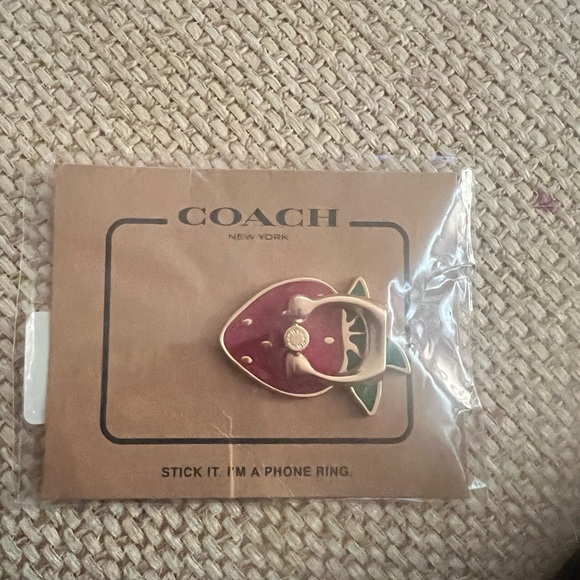 COACH
NEW YORK
STICK IT. I'M A PHONE RING.